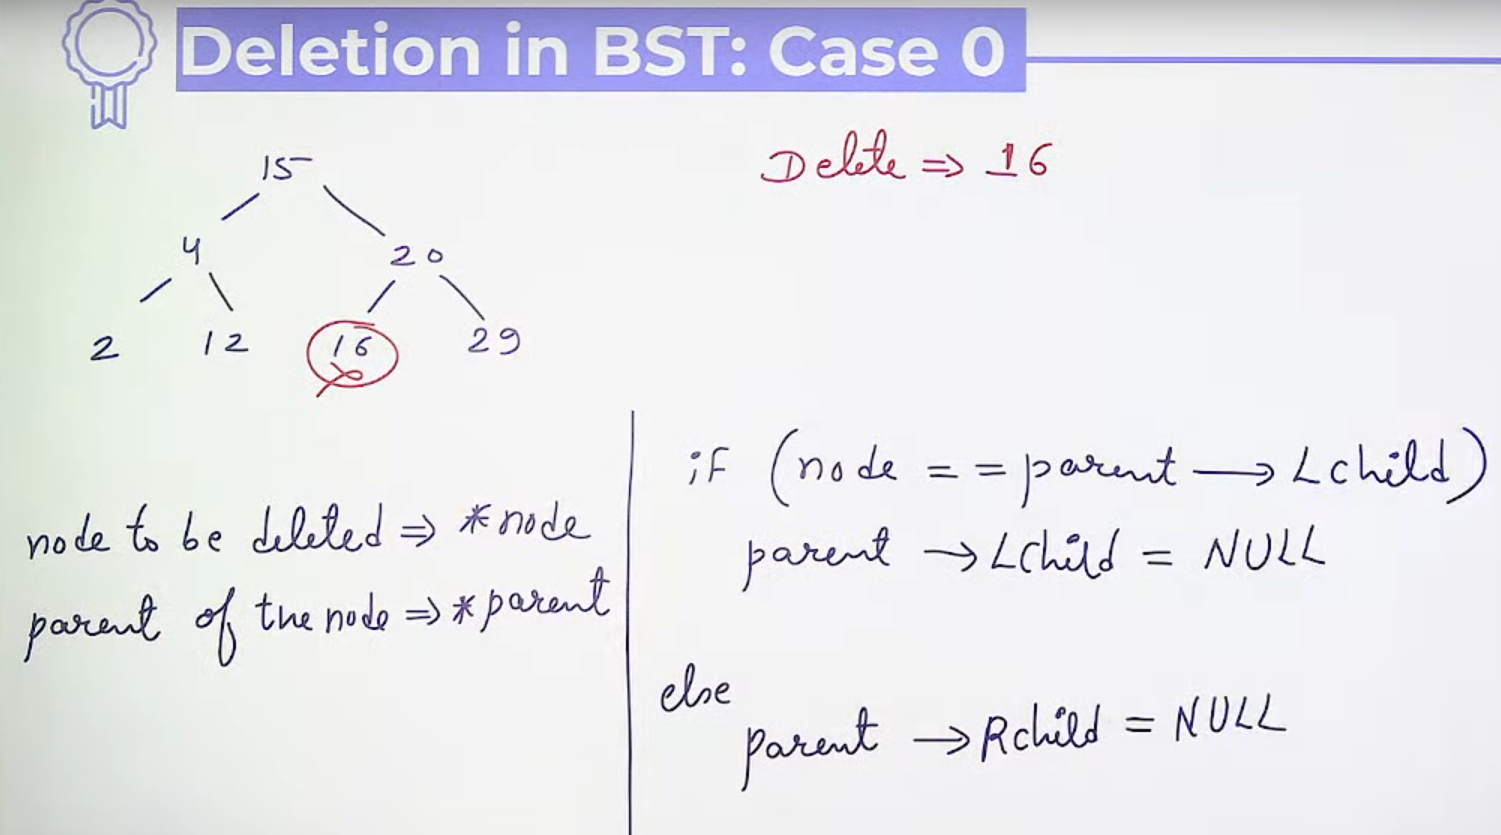 Deletion in BST: Case 0
Delete ⇒ 16
15
4 20
2 12 16 29
node to be deleted ⇒ *node
parent of the node ⇒ *parent
if (node == parent → Lchild)
parent → Lchild = NULL
else
parent → Rchild = NULL